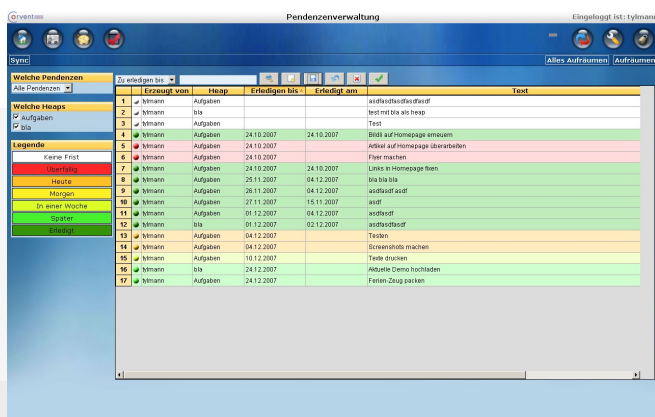 orventus
Pendenzenverwaltung
Eingeloggt ist: tylmann
Sync
Alles Aufräumen Aufräumen
Welche Pendenzen
Alle Pendenzen
Welche Heaps
Aufgaben
bla
Legende
Keine Frist
Überfällig
Heute
Morgen
In einer Woche
Später
Erledigt
Zu erledigen bis
Erzeugt von Heap Erledigen bis Erledigt am Text
1 tylmann Aufgaben asdfasdfasdfasdfasdf
2 tylmann bla test mit bla als heap
3 tylmann Aufgaben Test
4 tylmann Aufgaben 24.10.2007 24.10.2007 Bildli auf Homepage erneuern
5 tylmann Aufgaben 24.10.2007 Artikel auf Homepage überarbeiten
6 tylmann Aufgaben 24.10.2007 Flyer machen
7 tylmann Aufgaben 24.10.2007 24.10.2007 Links in Homepage fixen
8 tylmann Aufgaben 25.11.2007 04.12.2007 bla bla bla
9 tylmann Aufgaben 26.11.2007 04.12.2007 asdfasdf asdf
10 tylmann Aufgaben 27.11.2007 15.11.2007 asdf
11 tylmann Aufgaben 01.12.2007 04.12.2007 asdfasdf
12 tylmann bla 01.12.2007 02.12.2007 asdfasdfasdf
13 tylmann Aufgaben 04.12.2007 Testen
14 tylmann Aufgaben 04.12.2007 Screenshots machen
15 tylmann Aufgaben 10.12.2007 Texte drucken
16 tylmann bla 24.12.2007 Aktuelle Demo hochladen
17 tylmann Aufgaben 24.12.2007 Ferien-Zeug packen